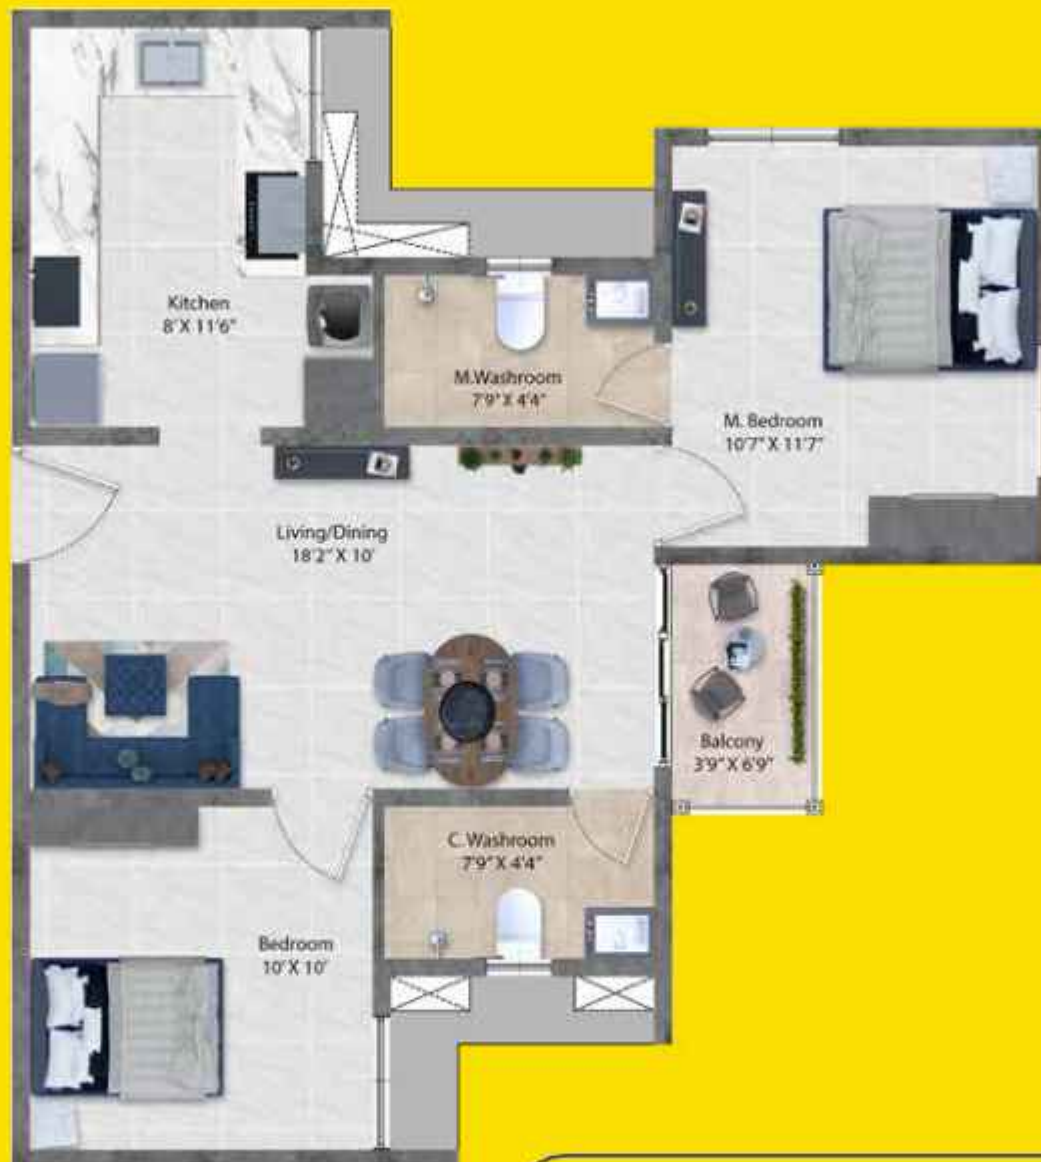 Kitchen
8' X 11'6"
M.Washroom
7'9" X 4'4"
M. Bedroom
10'7" X 11'7"
Living/Dining
18'2" X 10'
Balcony
3'9" X 6'9"
C. Washroom
7'9" X 4'4"
Bedroom
10' X 10'